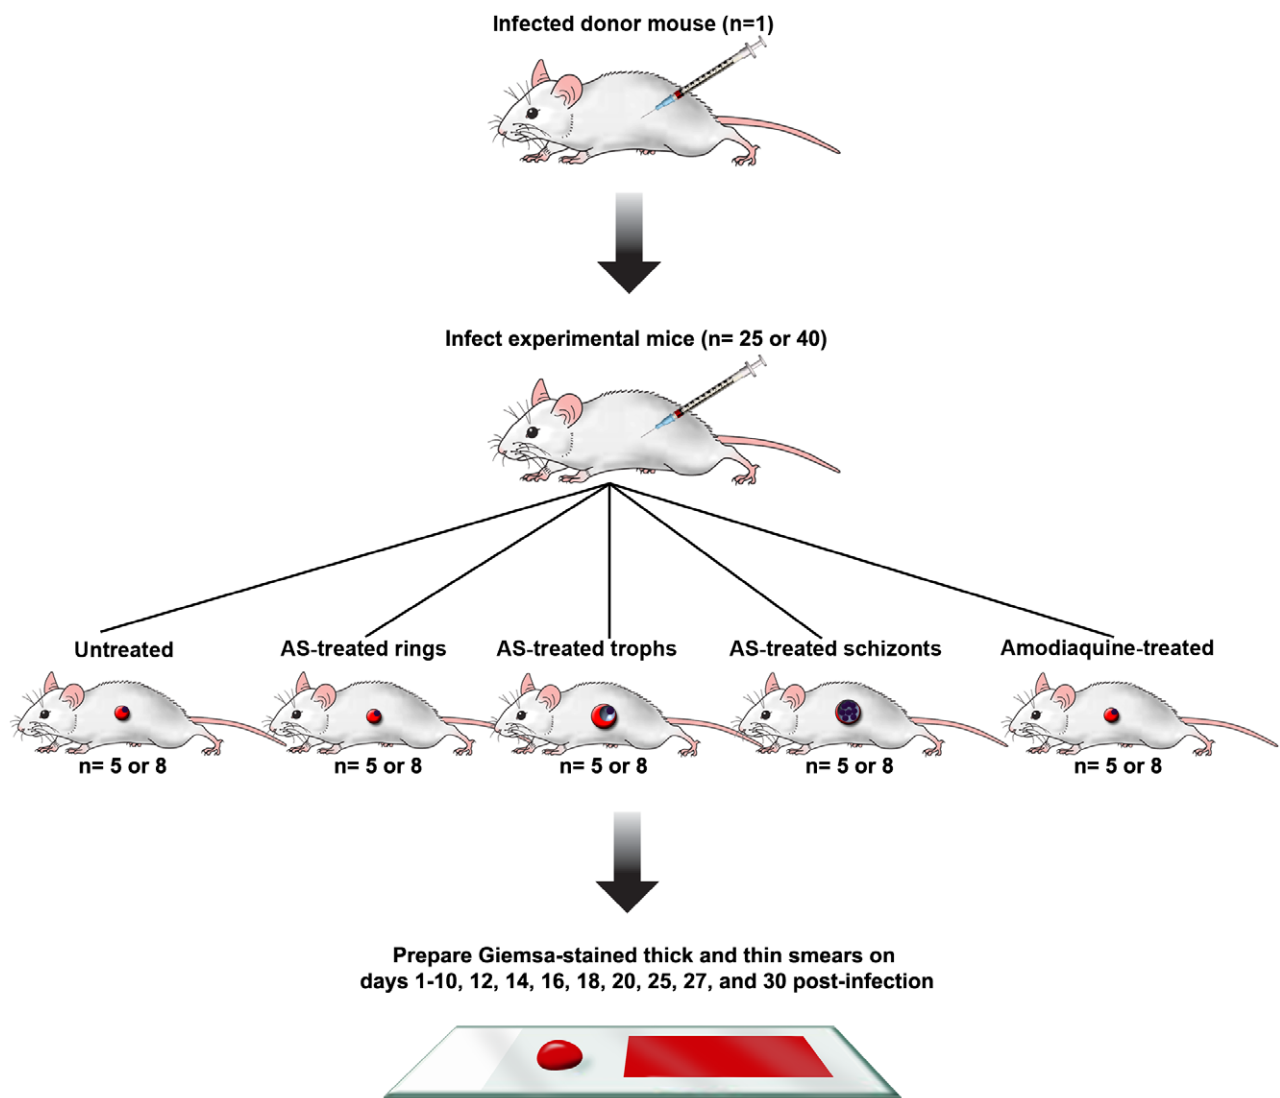 Infected donor mouse (n=1)
Infect experimental mice (n= 25 or 40)
Untreated
AS-treated rings
AS-treated trophs
AS-treated schizonts
Amodiaquine-treated
n= 5 or 8
n= 5 or 8
n= 5 or 8
n= 5 or 8
n= 5 or 8
Prepare Giemsa-stained thick and thin smears on
days 1-10, 12, 14, 16, 18, 20, 25, 27, and 30 post-infection